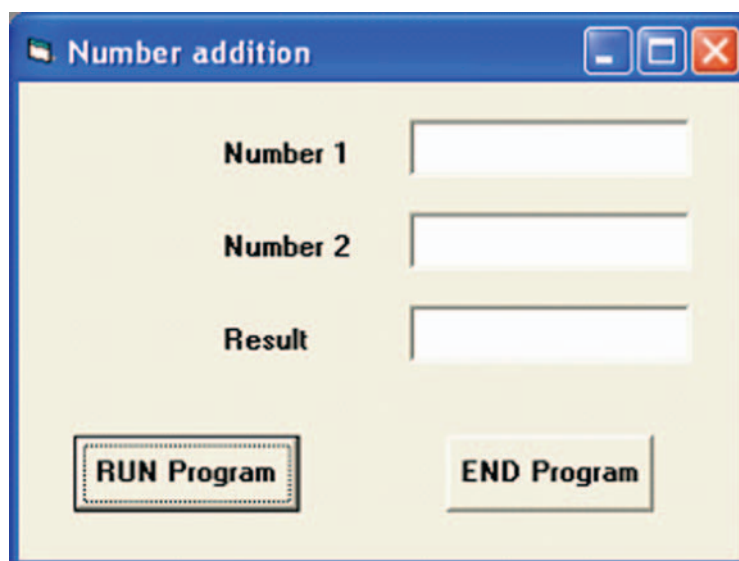 Number addition
Number 1
Number 2
Result
RUN Program END Program